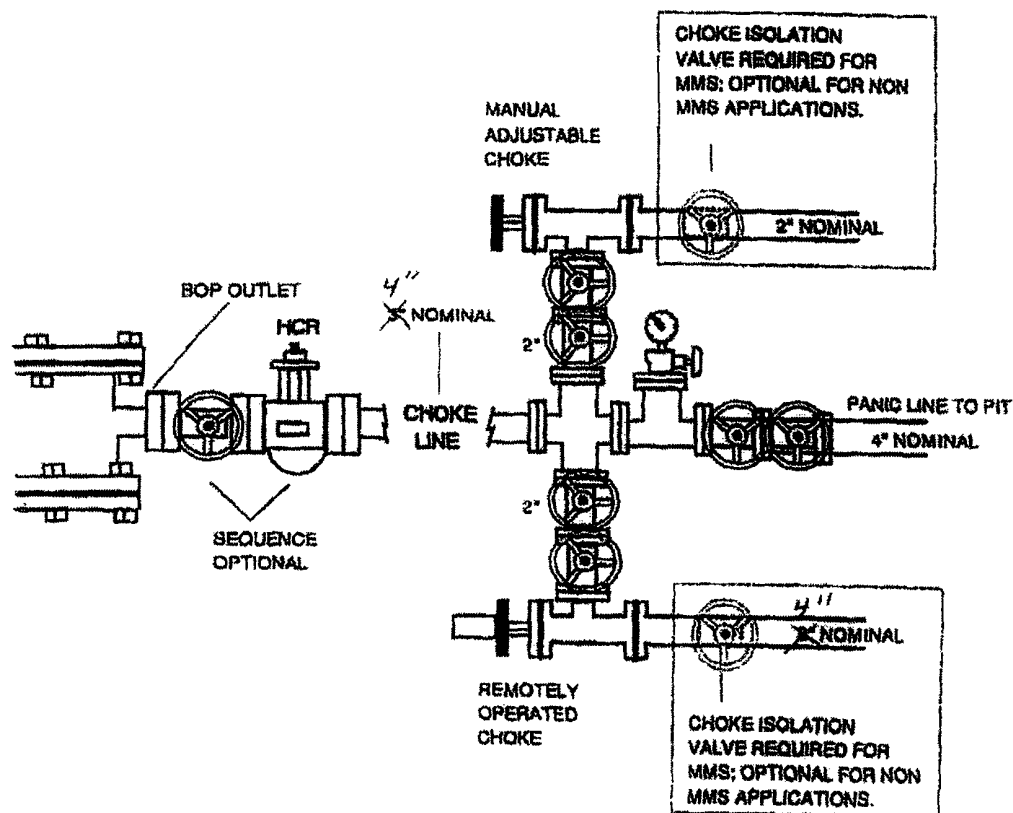 CHOKE ISOLATION
VALVE REQUIRED FOR
MMS; OPTIONAL FOR NON
MMS APPLICATIONS.
MANUAL
ADJUSTABLE
CHOKE
2" NOMINAL
BOP OUTLET
HCR
4"
3" NOMINAL
2"
CHOKE
LINE
PANIC LINE TO PIT
4" NOMINAL
2"
SEQUENCE
OPTIONAL
4"
NOMINAL
REMOTELY
OPERATED
CHOKE
CHOKE ISOLATION
VALVE REQUIRED FOR
MMS; OPTIONAL FOR NON
MMS APPLICATIONS.